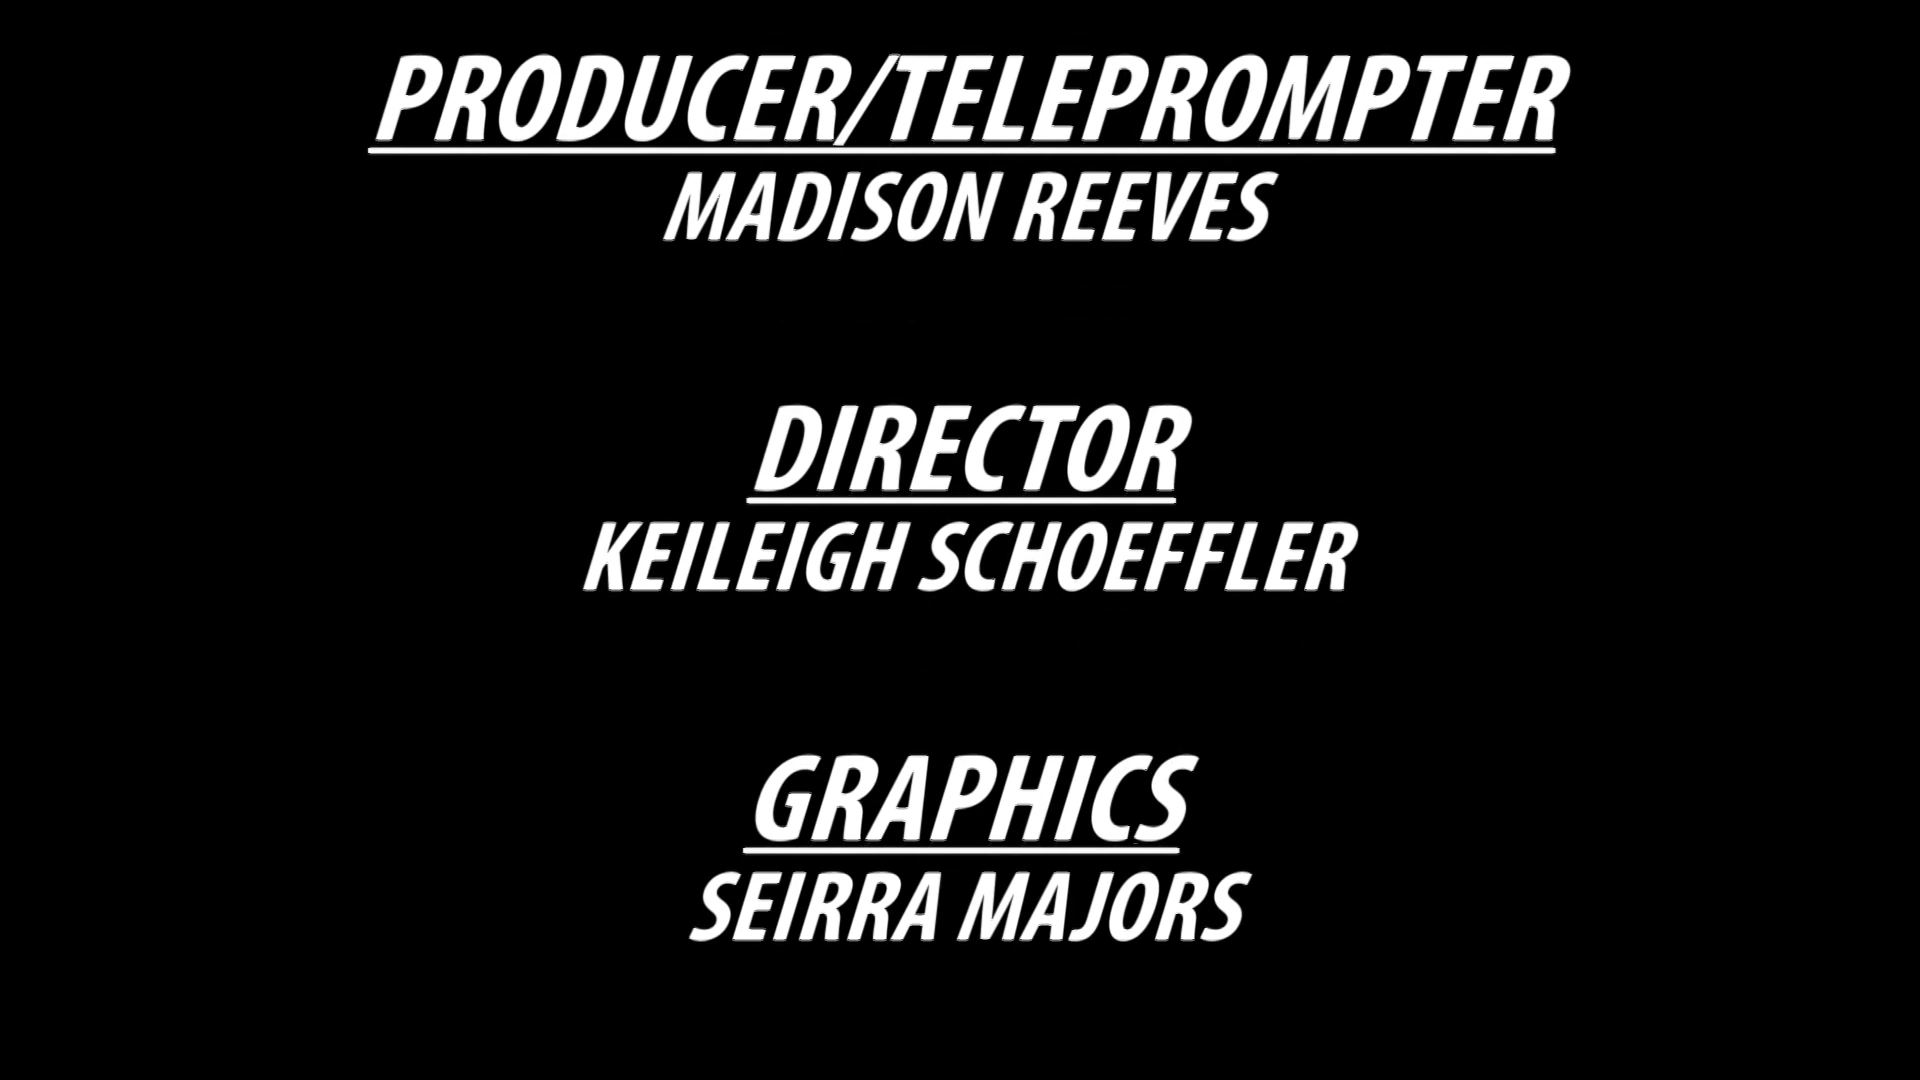 PRODUCER/TELEPROMPTER
MADISON REEVES
DIRECTOR
KEILEIGH SCHOEFFLER
GRAPHICS
SEIRRA MAJORS